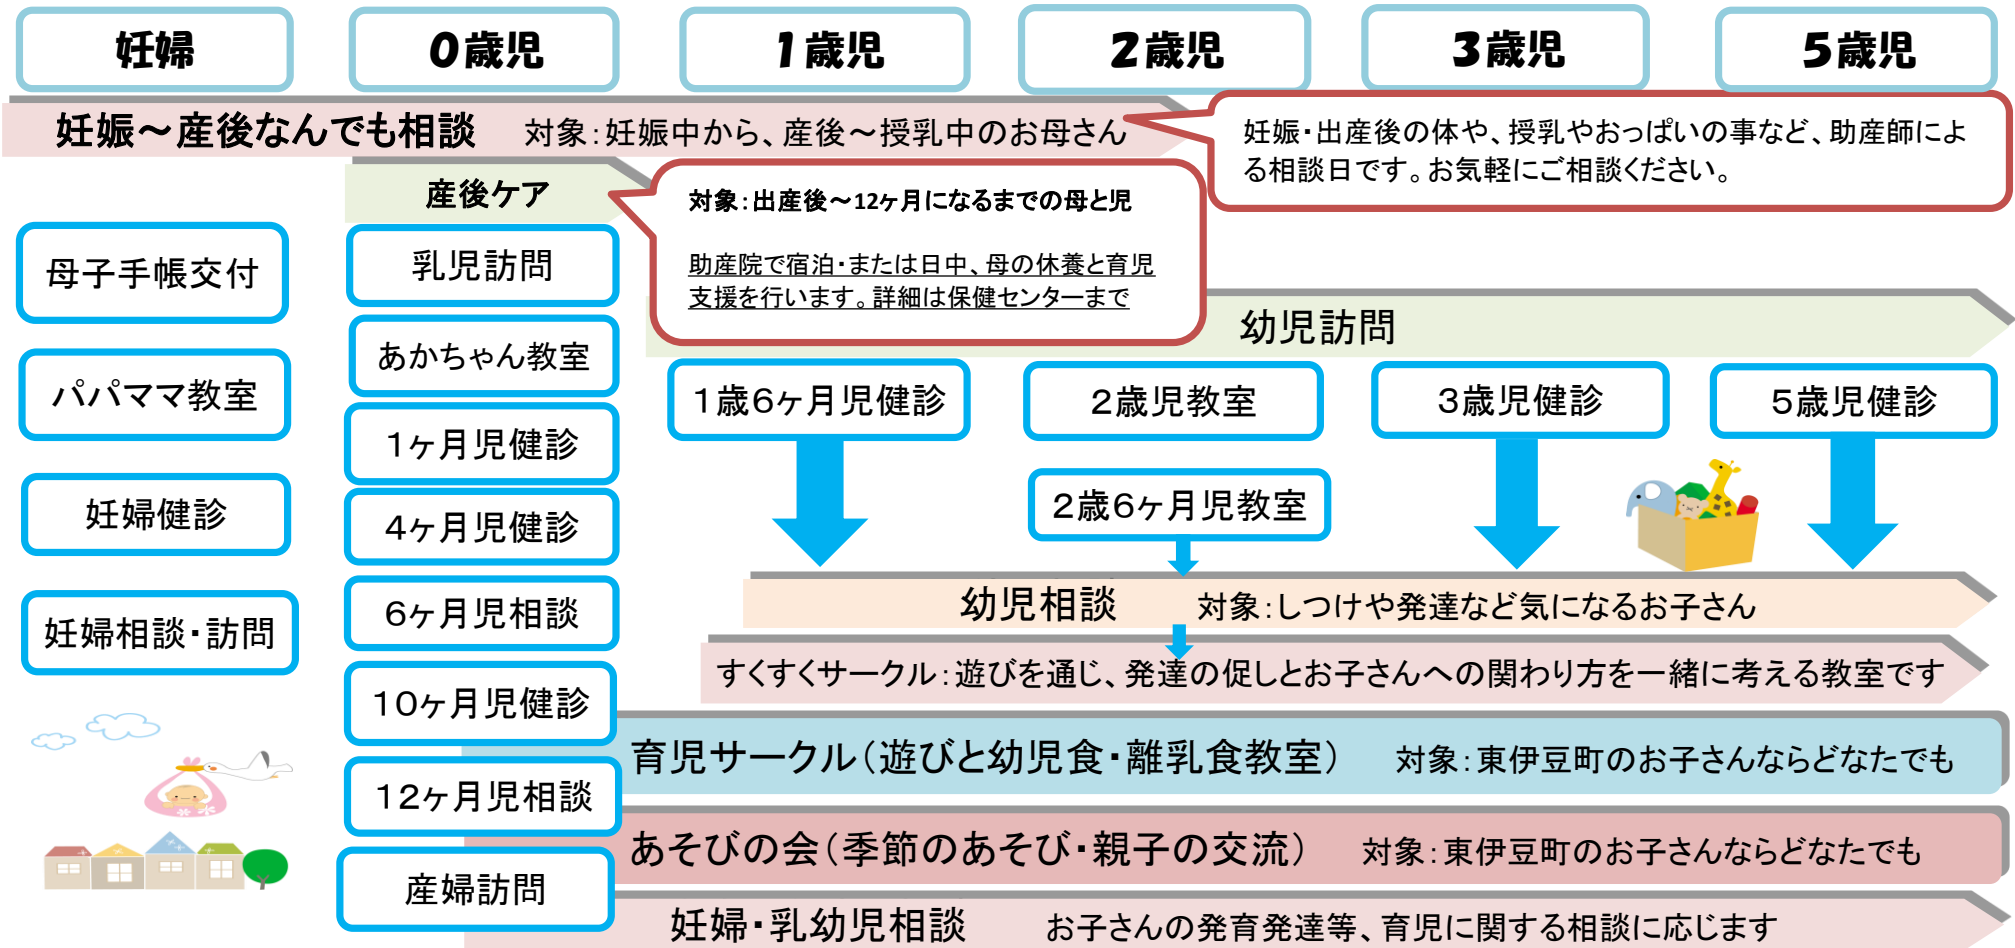 妊婦
0歳児
1歳児
2歳児
3歳児
5歳児
妊娠～産後なんでも相談 対象：妊娠中から、産後～授乳中のお母さん
妊娠・出産後の体や、授乳やおっぱいの事など、助産師によ
る相談日です。お気軽にご相談ください。
産後ケア
対象：出産後～12ヶ月になるまでの母と児
助産院で宿泊・または日中、母の休養と育児
支援を行います。詳細は保健センターまで
母子手帳交付
パパママ教室
妊婦健診
妊婦相談・訪問
乳児訪問
あかちゃん教室
1ヶ月児健診
4ヶ月児健診
6ヶ月児相談
10ヶ月児健診
12ヶ月児相談
産婦訪問
幼児訪問
1歳6ヶ月児健診
2歳児教室
3歳児健診
5歳児健診
2歳6ヶ月児教室
幼児相談 対象：しつけや発達など気になるお子さん
すくすくサークル：遊びを通じ、発達の促しとお子さんへの関わり方を一緒に考える教室です
育児サークル（遊びと幼児食・離乳食教室） 対象：東伊豆町のお子さんならどなたでも
あそびの会（季節のあそび・親子の交流） 対象：東伊豆町のお子さんならどなたでも
妊婦・乳幼児相談 お子さんの発育発達等、育児に関する相談に応じます